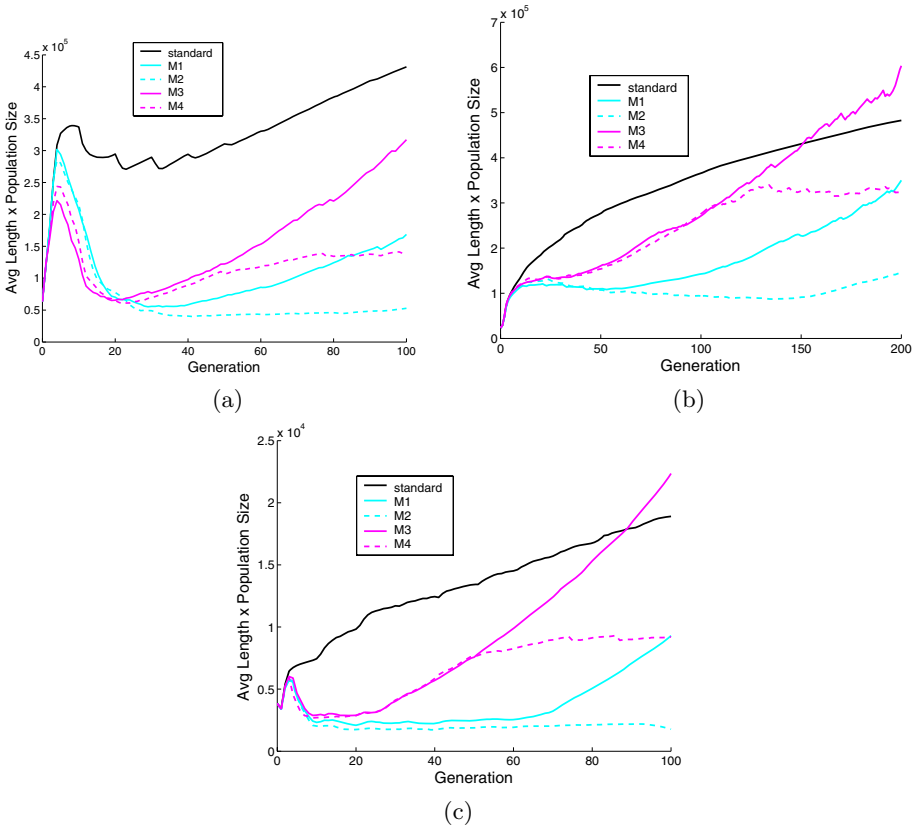 x 10^5
4.5
4
3.5
3
2.5
2
1.5
1
0.5
0
0 20 40 60 80 100
Avg Length x Population Size
Generation
standard
M1
M2
M3
M4
(a)
x 10^5
7
6
5
4
3
2
1
0
0 50 100 150 200
Avg Length x Population Size
Generation
standard
M1
M2
M3
M4
(b)
x 10^4
2.5
2
1.5
1
0.5
0
0 20 40 60 80 100
Avg Length x Population Size
Generation
standard
M1
M2
M3
M4
(c)